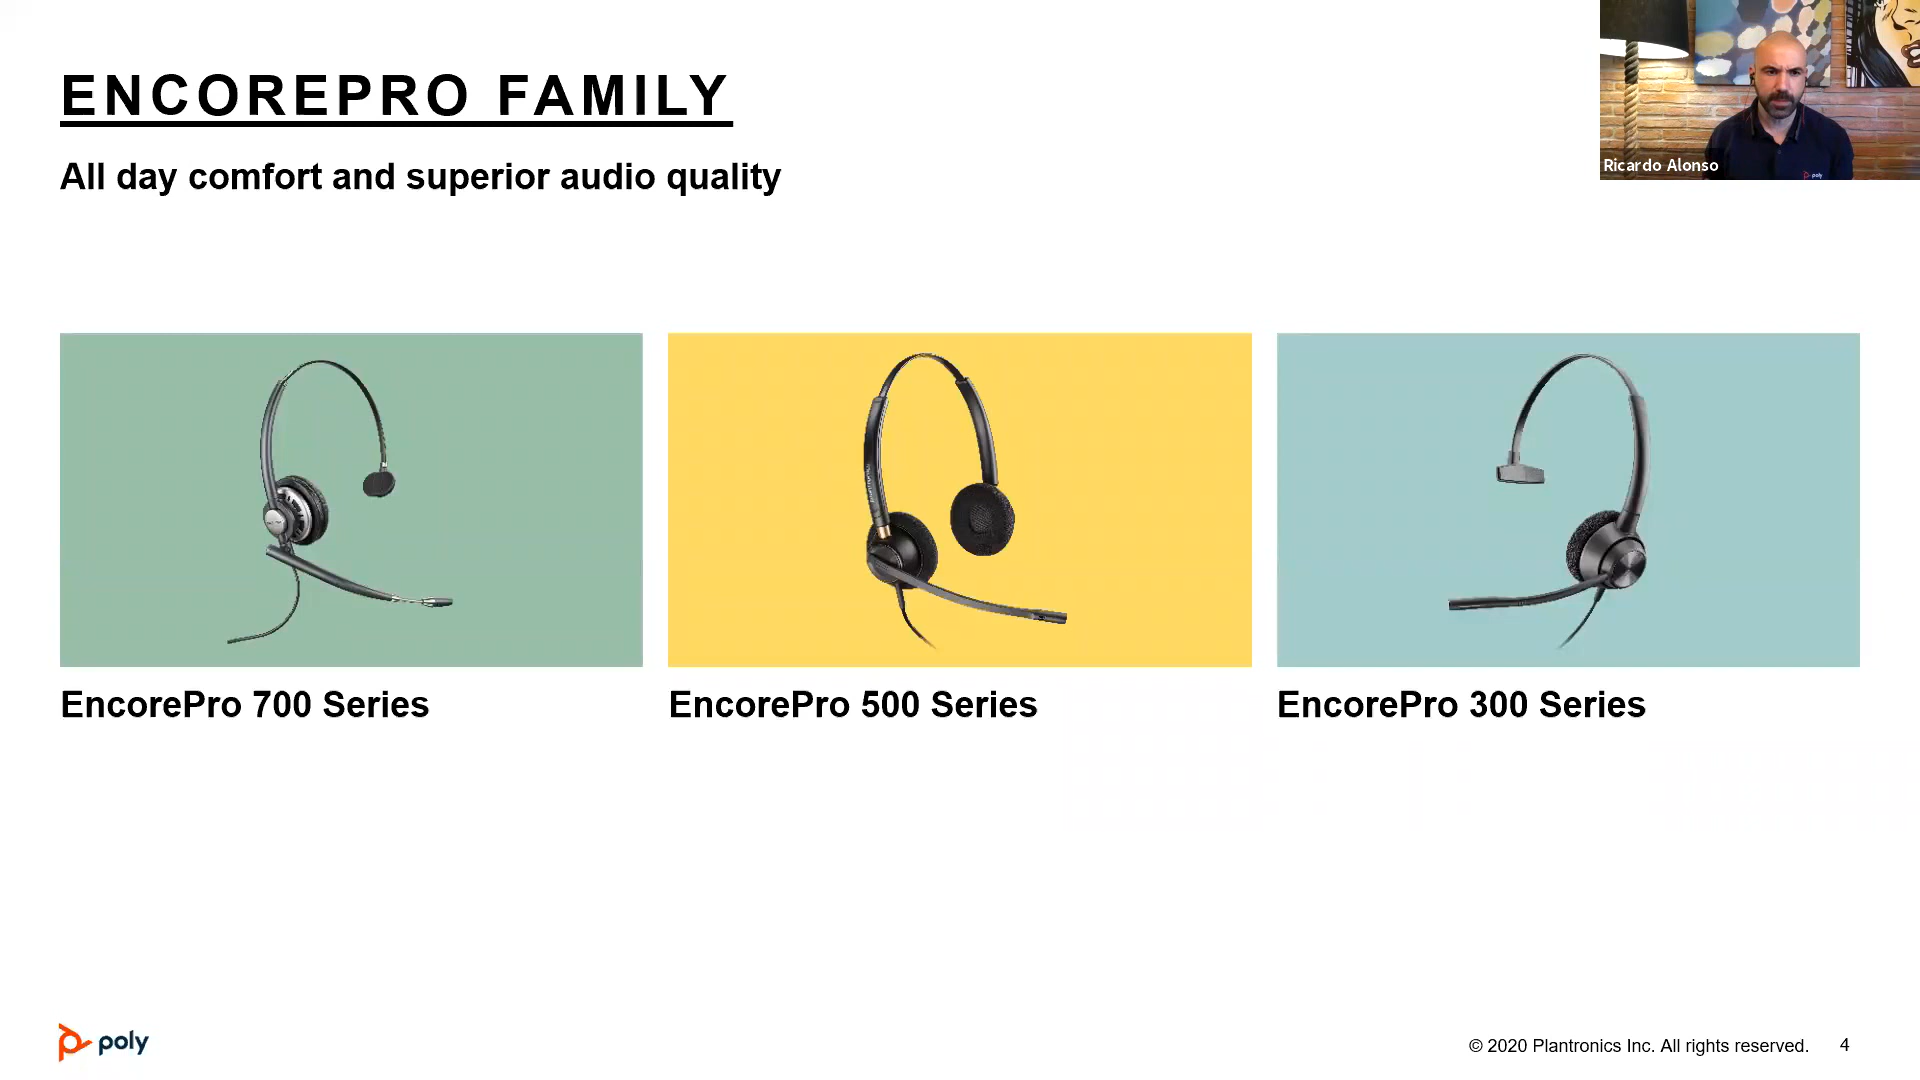 ENCOREPRO FAMILY
All day comfort and superior audio quality
Ricardo Alonso
poly
EncorePro 700 Series
EncorePro 500 Series
EncorePro 300 Series
poly
© 2020 Plantronics Inc. All rights reserved. 4